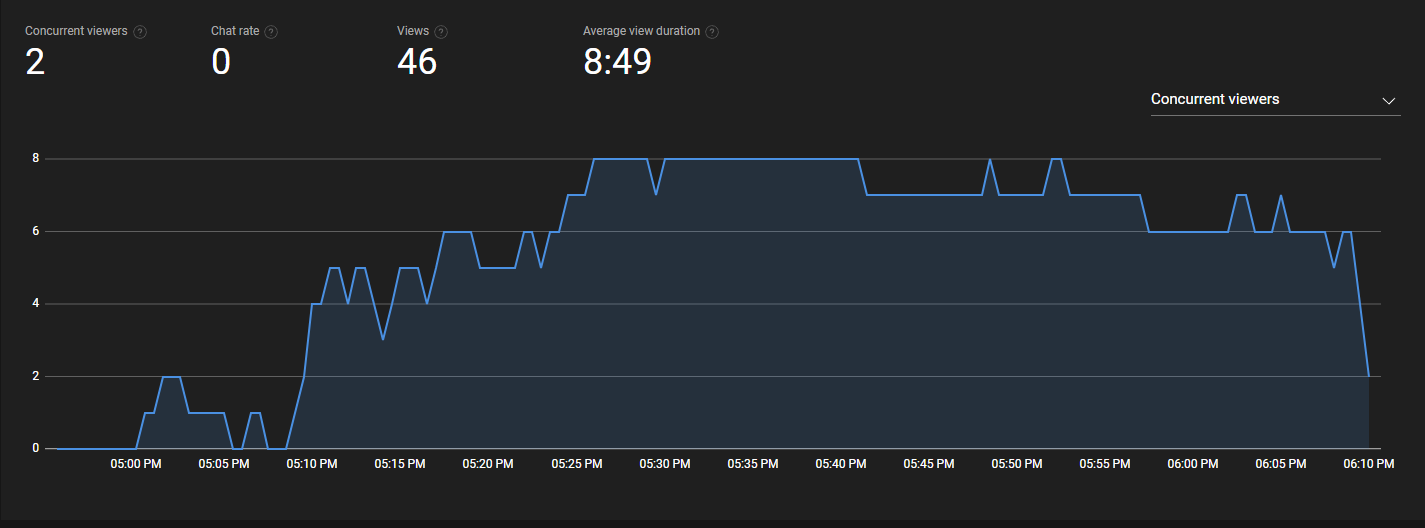 Concurrent viewers ? Chat rate ? Views ? Average view duration ?
2 0 46 8:49
Concurrent viewers
8
6
4
2
0
05:00 PM 05:05 PM 05:10 PM 05:15 PM 05:20 PM 05:25 PM 05:30 PM 05:35 PM 05:40 PM 05:45 PM 05:50 PM 05:55 PM 06:00 PM 06:05 PM 06:10 PM